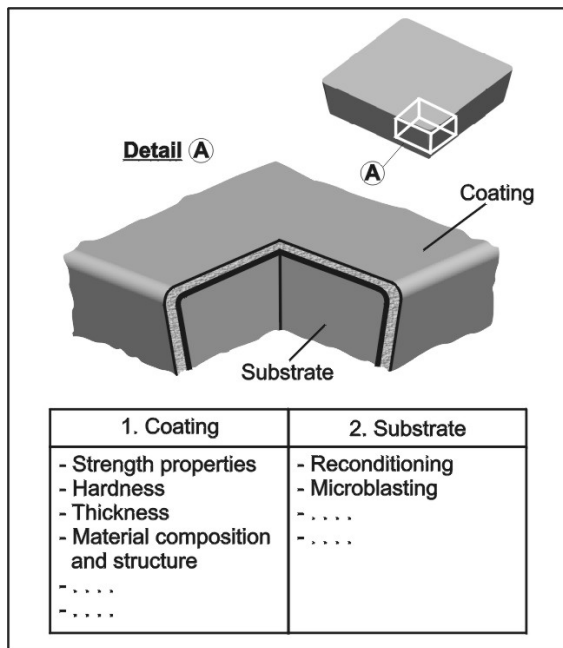 A
Detail A
Coating
Substrate
1. Coating
- Strength properties
- Hardness
- Thickness
- Material composition
and structure
- . . . .
- . . . .
2. Substrate
- Reconditioning
- Microblasting
- . . . .
- . . . .